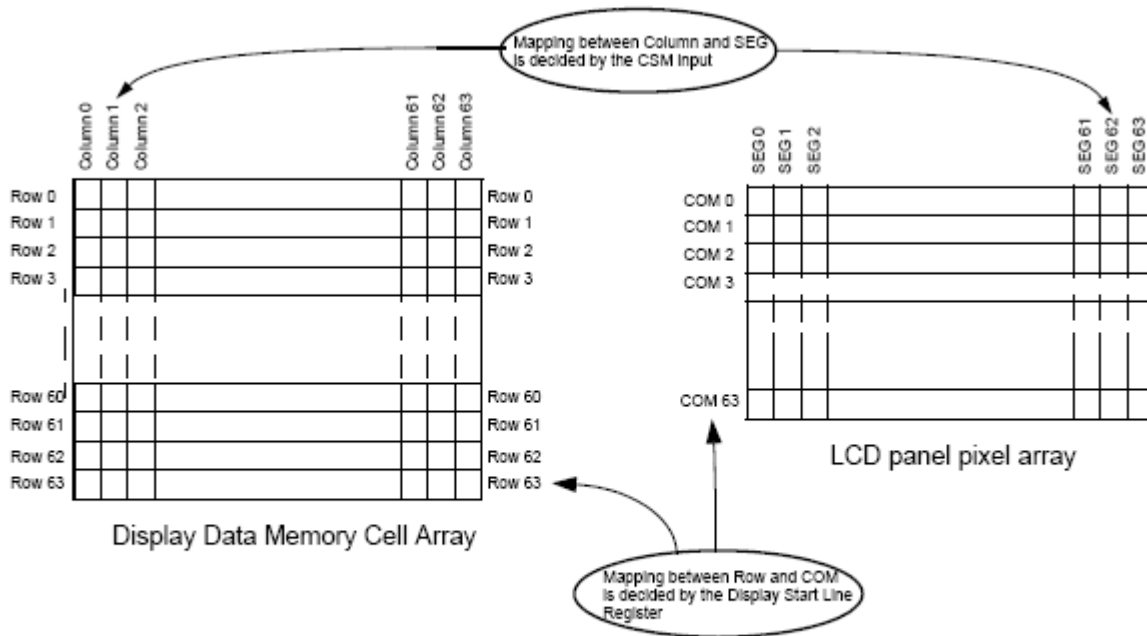 Mapping between Column and SEG
is decided by the CSM Input
Column 0
Column 1
Column 2
Column 61
Column 62
Column 63
SEG 0
SEG 1
SEG 2
SEG 61
SEG 62
SEG 63
Row 0
Row 0
COM 0
Row 1
Row 1
COM 1
Row 2
Row 2
COM 2
Row 3
Row 3
COM 3
Row 60
Row 60
COM 63
Row 61
Row 61
Row 62
Row 62
Row 63
Row 63
LCD panel pixel array
Display Data Memory Cell Array
Mapping between Row and COM
is decided by the Display Start Line
Register